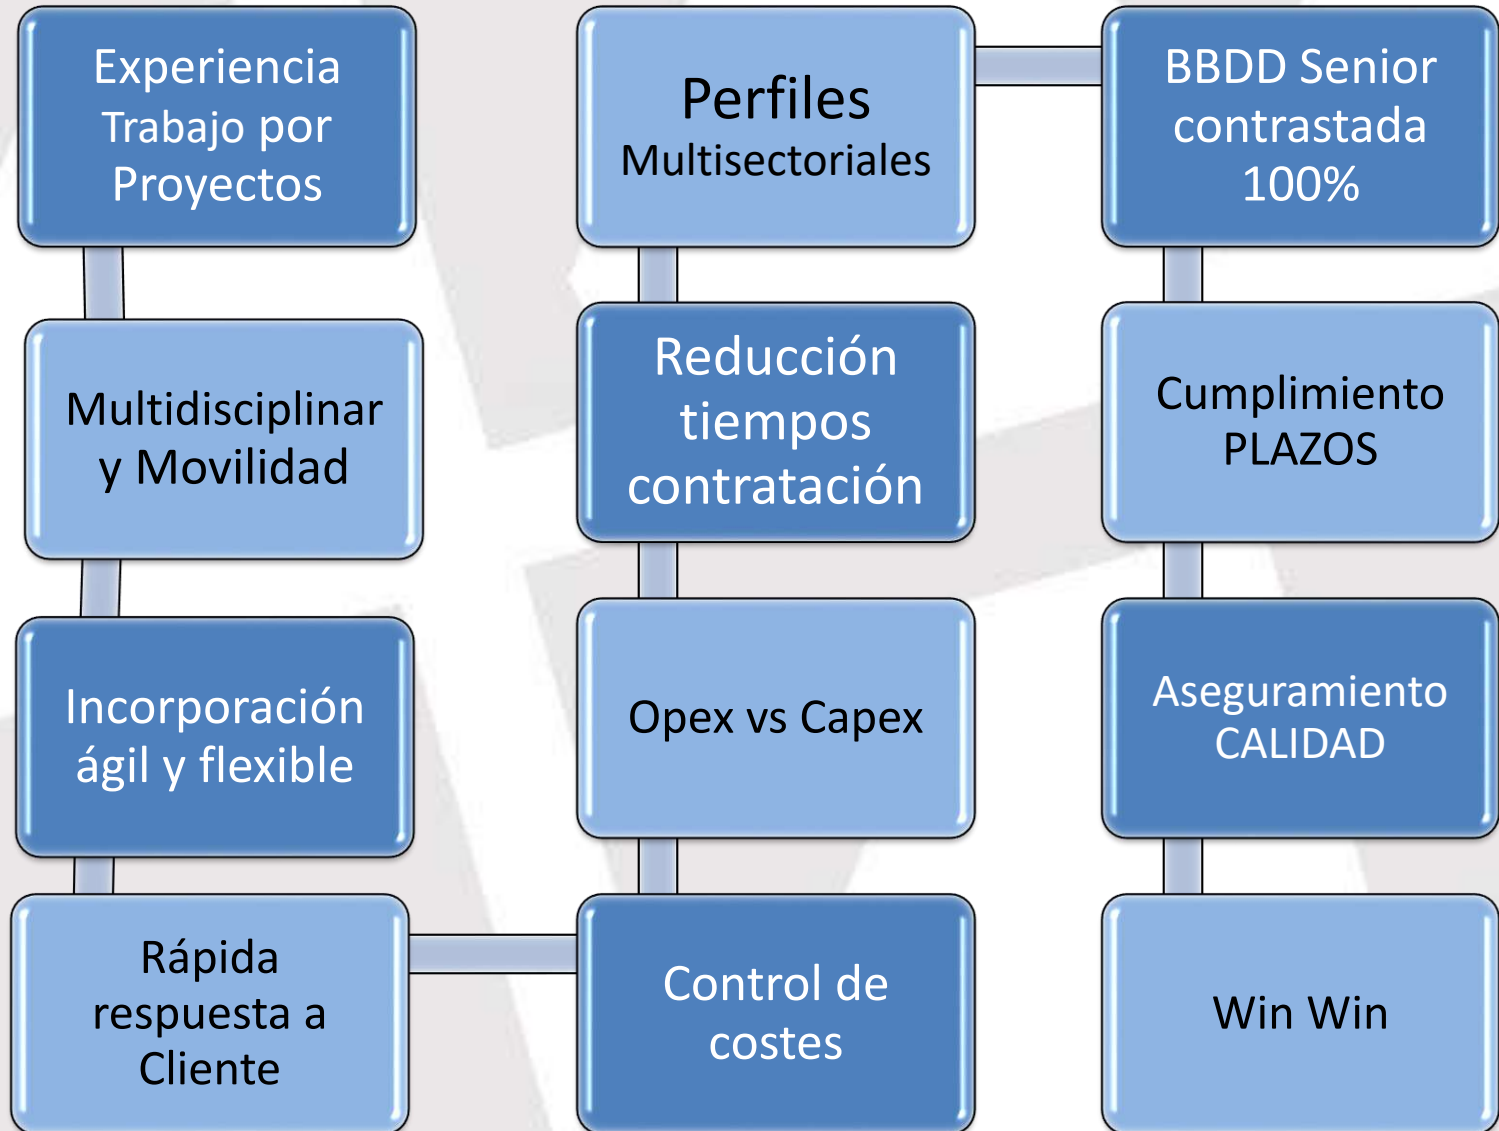 Experiencia
Trabajo por
Proyectos
Multidisciplinar
y Movilidad
Incorporación
ágil y flexible
Rápida
respuesta a
Cliente
Control de
costes
Opex vs Capex
Reducción
tiempos
contratación
Perfiles
Multisectoriales
BBDD Senior
contrastada
100%
Cumplimiento
PLAZOS
Aseguramiento
CALIDAD
Win Win